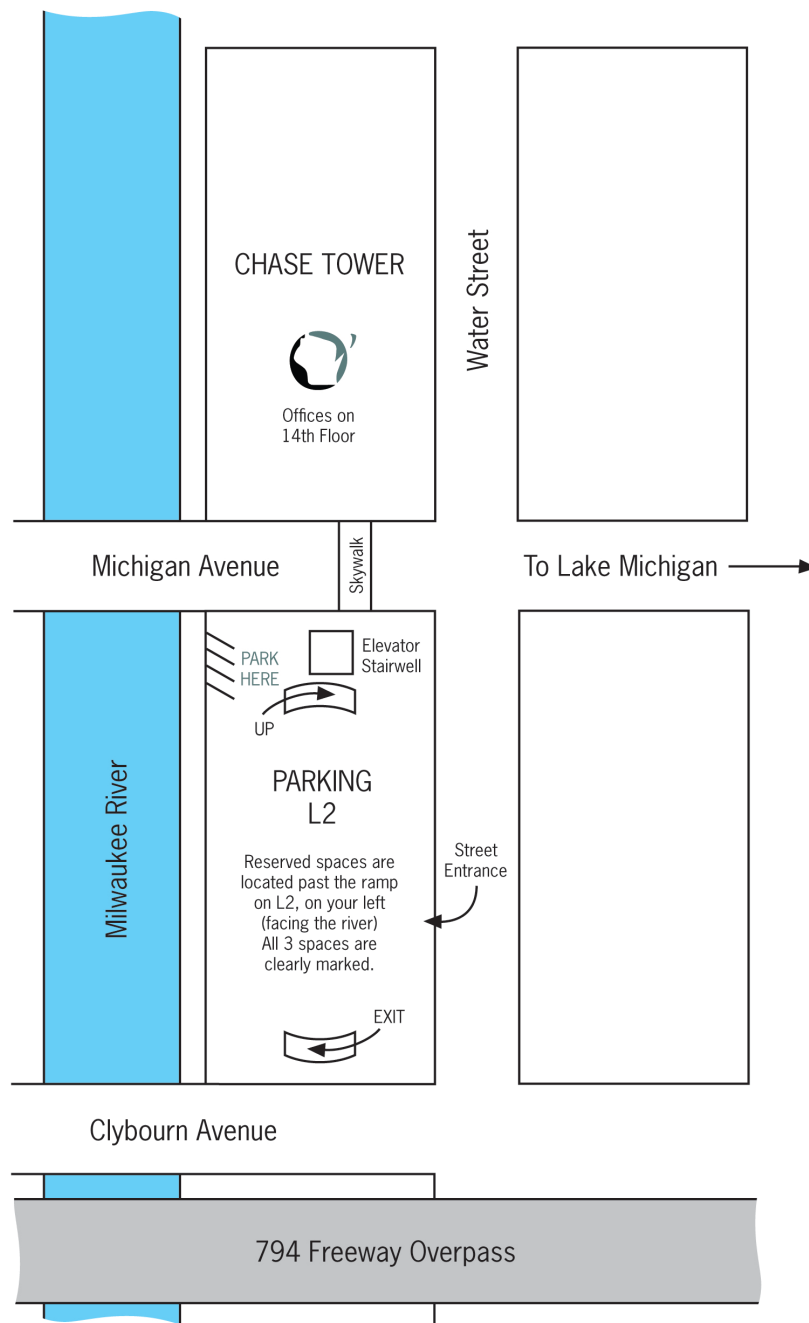 CHASE TOWER
Offices on
14th Floor
Water Street
Michigan Avenue
Skywalk
To Lake Michigan
PARK
HERE
Elevator
Stairwell
UP
PARKING
L2
Milwaukee River
Reserved spaces are
located past the ramp
on L2, on your left
(facing the river)
All 3 spaces are
clearly marked.
Street
Entrance
EXIT
Clybourn Avenue
794 Freeway Overpass